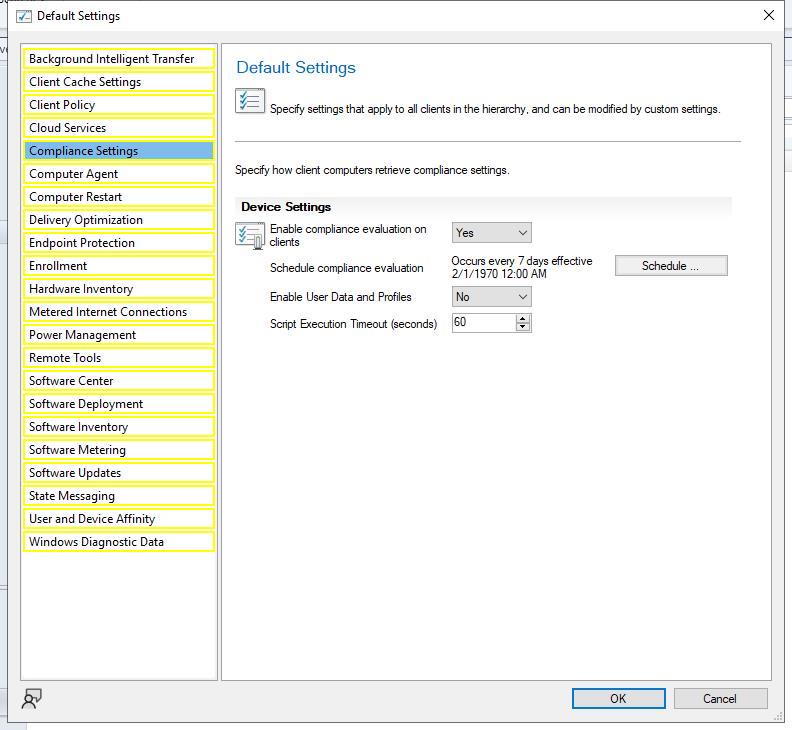 Default Settings
Background Intelligent Transfer
Client Cache Settings
Client Policy
Cloud Services
Compliance Settings
Computer Agent
Computer Restart
Delivery Optimization
Endpoint Protection
Enrollment
Hardware Inventory
Metered Internet Connections
Power Management
Remote Tools
Software Center
Software Deployment
Software Inventory
Software Metering
Software Updates
State Messaging
User and Device Affinity
Windows Diagnostic Data
Default Settings
Specify settings that apply to all clients in the hierarchy, and can be modified by custom settings.
Specify how client computers retrieve compliance settings.
Device Settings
Enable compliance evaluation on
clients
Yes
Schedule compliance evaluation
Occurs every 7 days effective
2/1/1970 12:00 AM
Schedule ...
Enable User Data and Profiles
No
Script Execution Timeout (seconds)
60
OK
Cancel